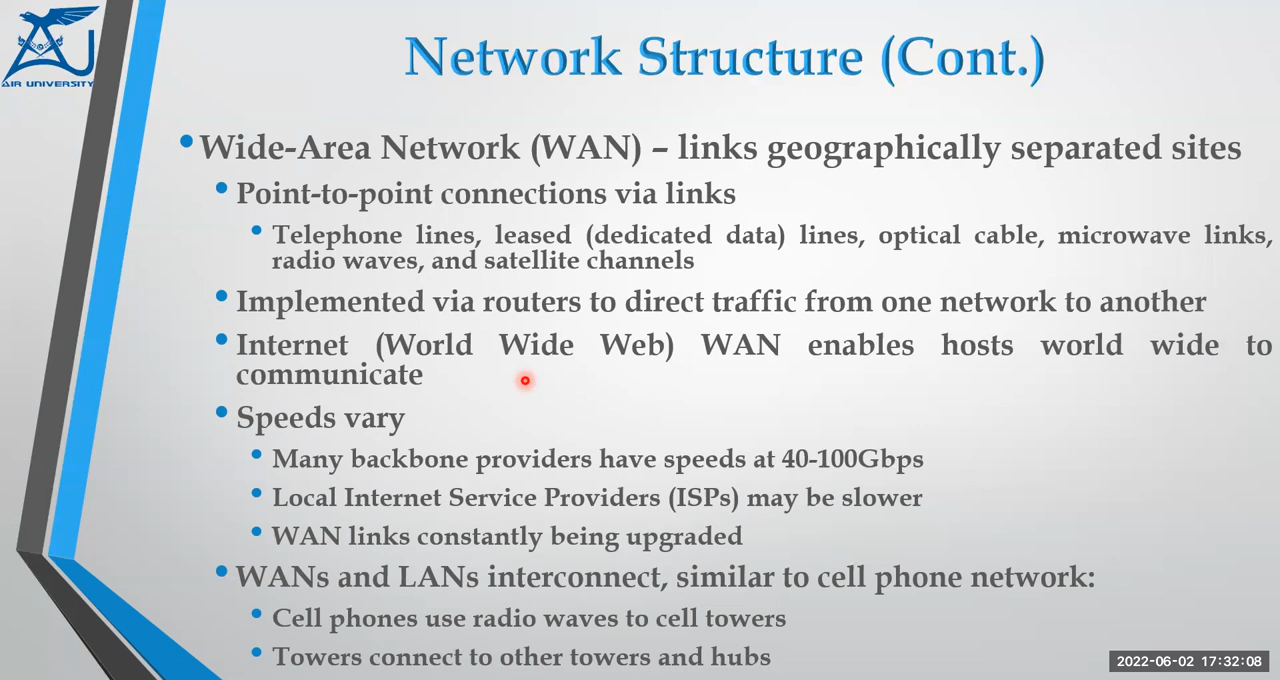 AIR UNIVERSITY
Network Structure (Cont.)
•Wide-Area Network (WAN) – links geographically separated sites
•Point-to-point connections via links
•Telephone lines, leased (dedicated data) lines, optical cable, microwave links,
radio waves, and satellite channels
•Implemented via routers to direct traffic from one network to another
•Internet (World Wide Web) WAN enables hosts world wide to
communicate
•Speeds vary
•Many backbone providers have speeds at 40-100Gbps
•Local Internet Service Providers (ISPs) may be slower
•WAN links constantly being upgraded
•WANs and LANs interconnect, similar to cell phone network:
•Cell phones use radio waves to cell towers
•Towers connect to other towers and hubs
2022-06-02 17:32:08